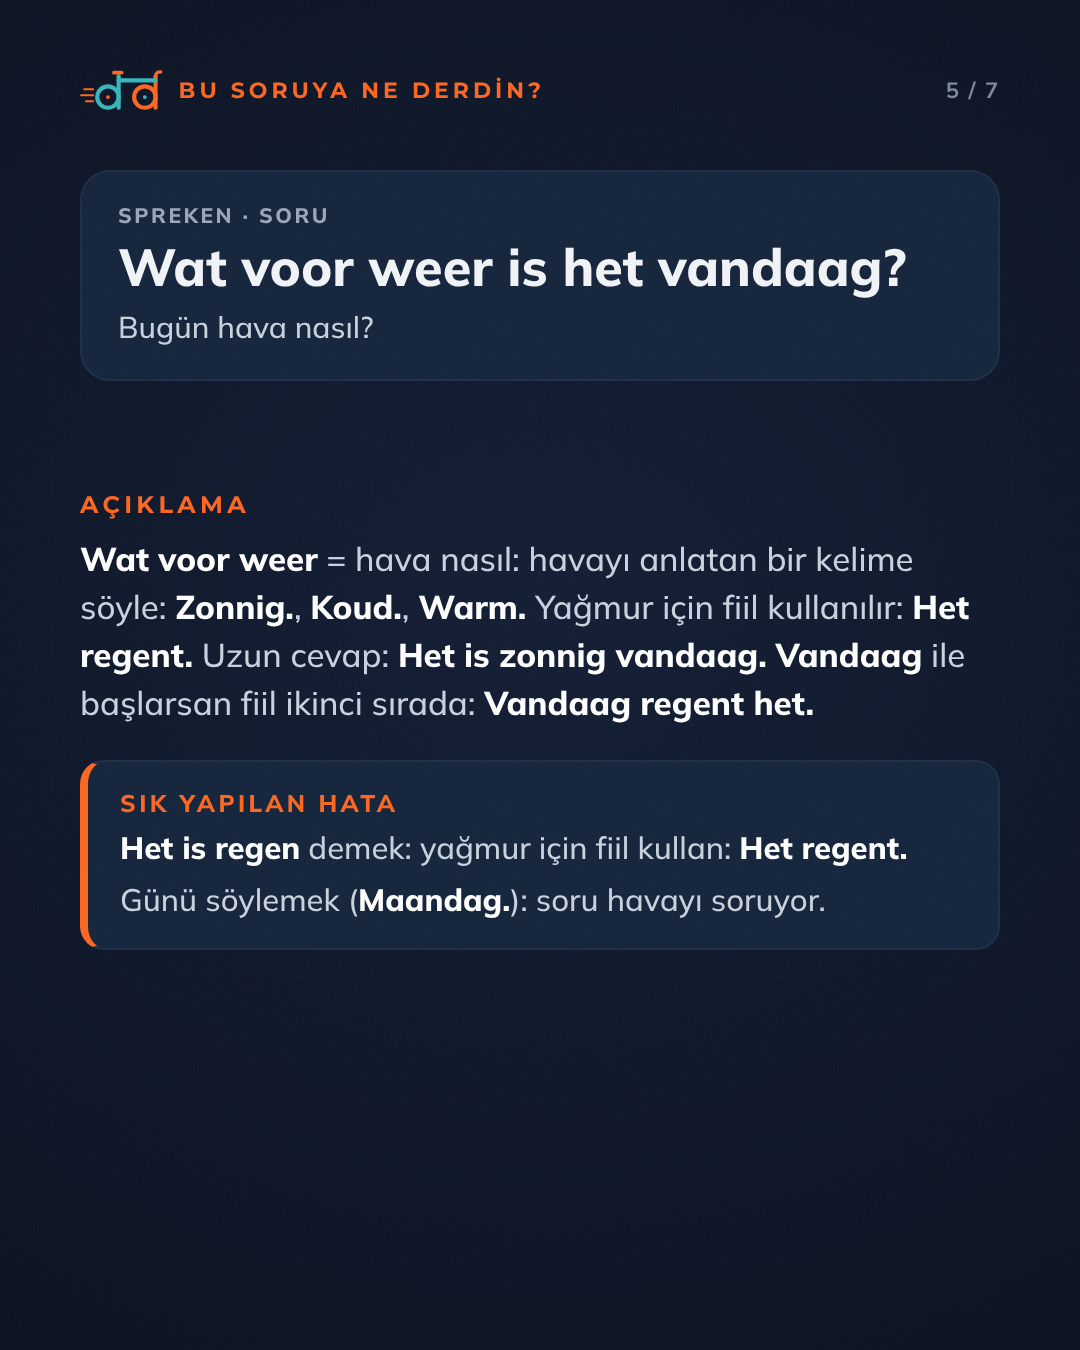 BU SORUYA NE DERDİN?
5 / 7
SPREKEN · SORU
Wat voor weer is het vandaag?
Bugün hava nasıl?
AÇIKLAMA
Wat voor weer = hava nasıl: havayı anlatan bir kelime
söyle: Zonnig., Koud., Warm. Yağmur için fiil kullanılır: Het
regent. Uzun cevap: Het is zonnig vandaag. Vandaag ile
başlarsan fiil ikinci sırada: Vandaag regent het.
SIK YAPILAN HATA
Het is regen demek: yağmur için fiil kullan: Het regent.
Günü söylemek (Maandag.): soru havayı soruyor.